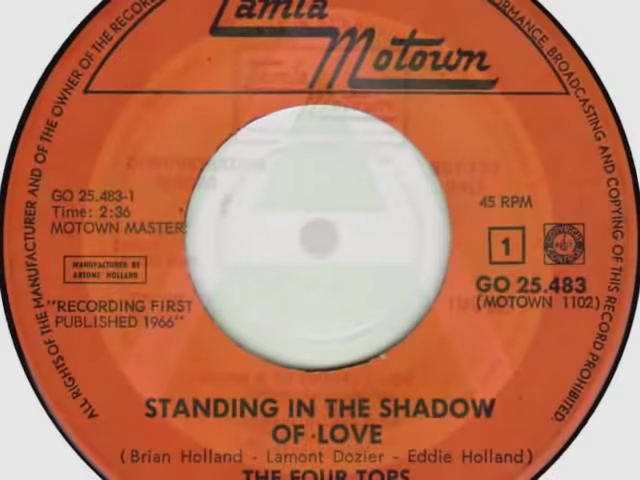 Tamla
Motown
ALL RIGHTS OF THE MANUFACTURER AND OF THE OWNER OF THE RECOR
ORMANCE, BROADCASTING AND COPYING OF THIS RECORD PROHIBITED.
GO 25.483-1
Time: 2:36
MOTOWN MASTERS
MANUFACTURED BY
ARTONE HOLLAND
"RECORDING FIRST
PUBLISHED 1966"
45 RPM
1
GO 25.483
(MOTOWN 1102)
STANDING IN THE SHADOW
OF LOVE
(Brian Holland - Lamont Dozier - Eddie Holland)
THE FOUR TOPS